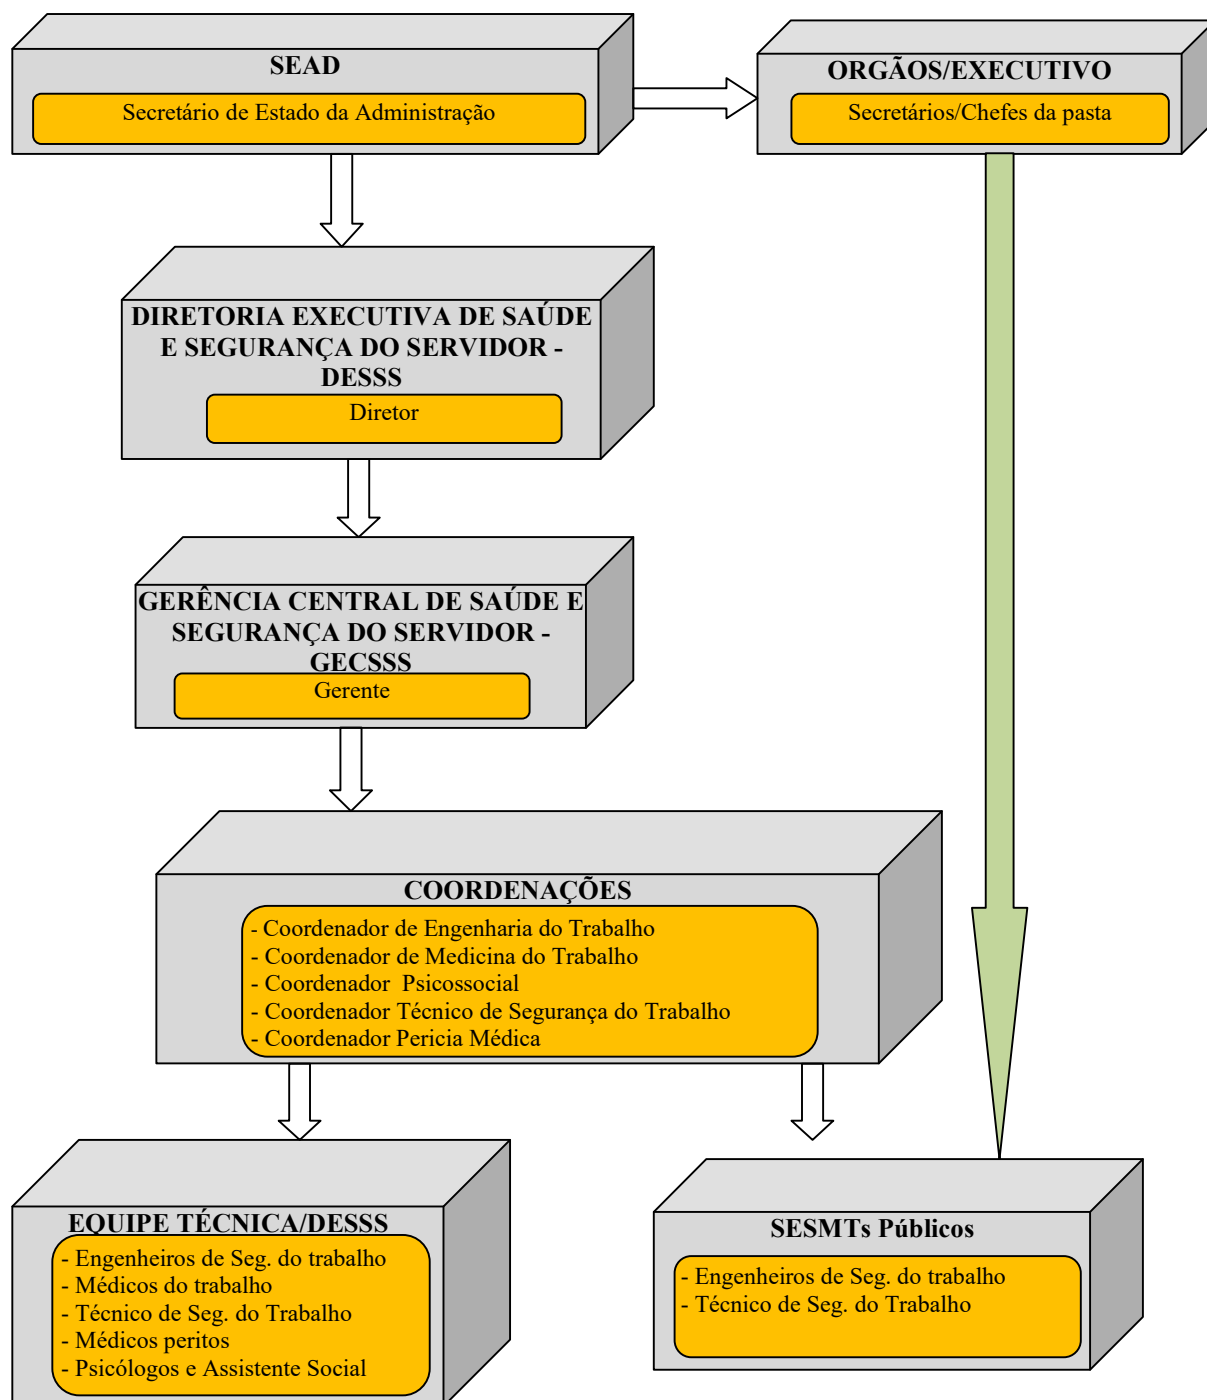 SEAD
Secretário de Estado da Administração
ORGÃOS/EXECUTIVO
Secretários/Chefes da pasta
DIRETORIA EXECUTIVA DE SAÚDE
E SEGURANÇA DO SERVIDOR -
DESSS
Diretor
GERÊNCIA CENTRAL DE SAÚDE E
SEGURANÇA DO SERVIDOR -
GECSSS
Gerente
COORDENAÇÕES
- Coordenador de Engenharia do Trabalho
- Coordenador de Medicina do Trabalho
- Coordenador  Psicossocial
- Coordenador Técnico de Segurança do Trabalho
- Coordenador Pericia Médica
EQUIPE TÉCNICA/DESSS
- Engenheiros de Seg. do trabalho
- Médicos do trabalho
- Técnico de Seg. do Trabalho
- Médicos peritos
- Psicólogos e Assistente Social
SESMTs Públicos
- Engenheiros de Seg. do trabalho
- Técnico de Seg. do Trabalho